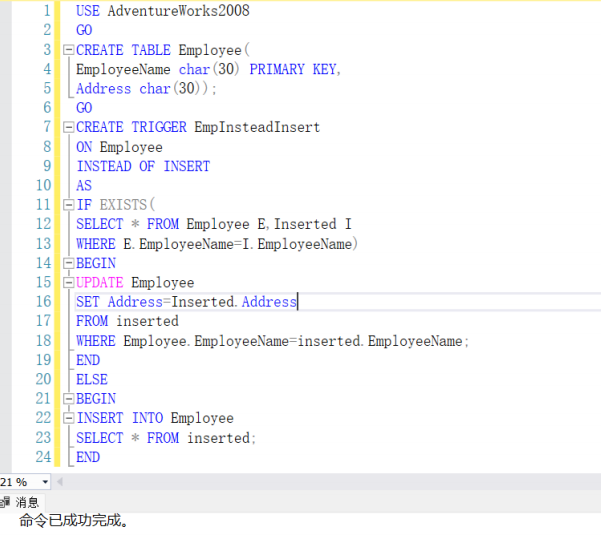 1 USE AdventureWorks2008
2 GO
3 CREATE TABLE Employee(
4 EmployeeName char(30) PRIMARY KEY,
5 Address char(30));
6 GO
7 CREATE TRIGGER EmpInsteadInsert
8 ON Employee
9 INSTEAD OF INSERT
10 AS
11 IF EXISTS(
12 SELECT * FROM Employee E,Inserted I
13 WHERE E.EmployeeName=I.EmployeeName)
14 BEGIN
15 UPDATE Employee
16 SET Address=Inserted.Address
17 FROM inserted
18 WHERE Employee.EmployeeName=inserted.EmployeeName;
19 END
20 ELSE
21 BEGIN
22 INSERT INTO Employee
23 SELECT * FROM inserted;
24 END
21 %
消息
命令已成功完成。